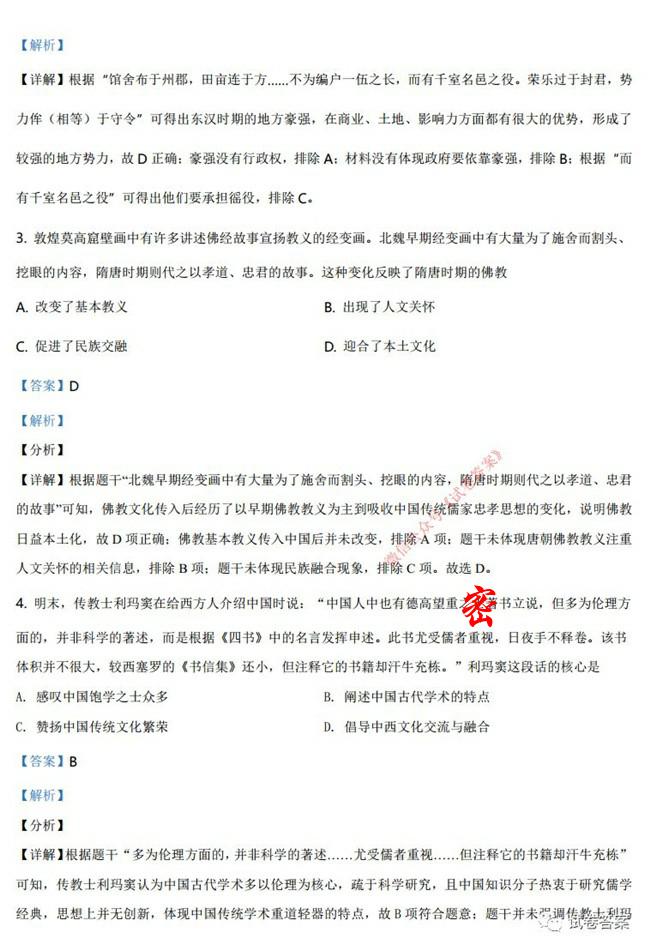 【解析】
【详解】根据“馆舍布于州郡，田亩连于方……不为编户一伍之长，而有千室名邑之役。荣乐过于封君，势
力侔（相等）于守令”可得出东汉时期的地方豪强，在商业、土地、影响力方面都有很大的优势，形成了
较强的地方势力，故 D 正确；豪强没有行政权，排除 A；材料没有体现政府要依靠豪强，排除 B；根据“而
有千室名邑之役”可得出他们要承担徭役，排除 C。
3. 敦煌莫高窟壁画中有许多讲述佛经故事宣扬教义的经变画。北魏早期经变画中有大量为了施舍而割头、
挖眼的内容，隋唐时期则代之以孝道、忠君的故事。这种变化反映了隋唐时期的佛教
A. 改变了基本教义 B. 出现了人文关怀
C. 促进了民族交融 D. 迎合了本土文化
【答案】D
【解析】
【分析】
【详解】根据题干“北魏早期经变画中有大量为了施舍而割头、挖眼的内容，隋唐时期则代之以孝道、忠君
的故事”可知，佛教文化传入后经历了以早期佛教教义为主到吸收中国传统儒家忠孝思想的变化，说明佛教
日益本土化，故 D 项正确；佛教基本教义传入中国后并未改变，排除 A 项；题干未体现唐朝佛教教义注重
人文关怀的相关信息，排除 B 项；题干未体现民族融合现象，排除 C 项。故选 D。
微信公众号《试卷答案》
4. 明末，传教士利玛窦在给西方人介绍中国时说：“中国人中也有德高望重之 著书立说，但多为伦理方
密
面的，并非科学的著述，而是根据《四书》中的名言发挥申述。此书尤受儒者重视，日夜手不释卷。该书
体积并不很大，较西塞罗的《书信集》还小，但注释它的书籍却汗牛充栋。”利玛窦这段话的核心是
A. 感叹中国饱学之士众多 B. 阐述中国古代学术的特点
C. 赞扬中国传统文化繁荣 D. 倡导中西文化交流与融合
【答案】B
【解析】
【分析】
【详解】根据题干“多为伦理方面的，并非科学的著述……尤受儒者重视……但注释它的书籍却汗牛充栋”
可知，传教士利玛窦认为中国古代学术多以伦理为核心，疏于科学研究，且中国知识分子热衷于研究儒学
经典，思想上并无创新，体现中国传统学术重道轻器的特点，故 B 项符合题意；题干并未强调传教士利玛
试卷答案